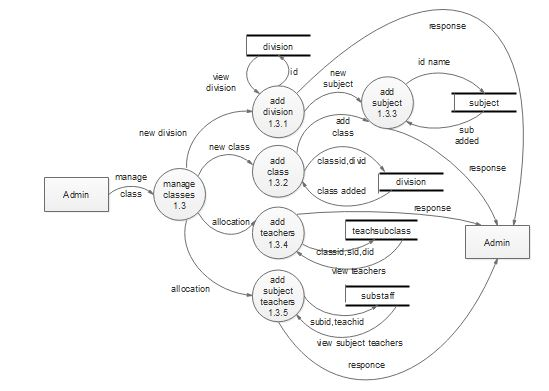 response
division
id
view
division
new
subject
id name
add
division
1.3.1
add
subject
1.3.3
subject
new division
add
class
sub
added
new class
manage
class
Admin
manage
classes
1.3
add
class
1.3.2
classid,divid
class added
division
response
allocation
add
teachers
1.3.4
response
teachsubclass
classid,sid,did
view teachers
Admin
allocation
add
subject
teachers
1.3.5
substaff
subid,teachid
view subject teachers
responce